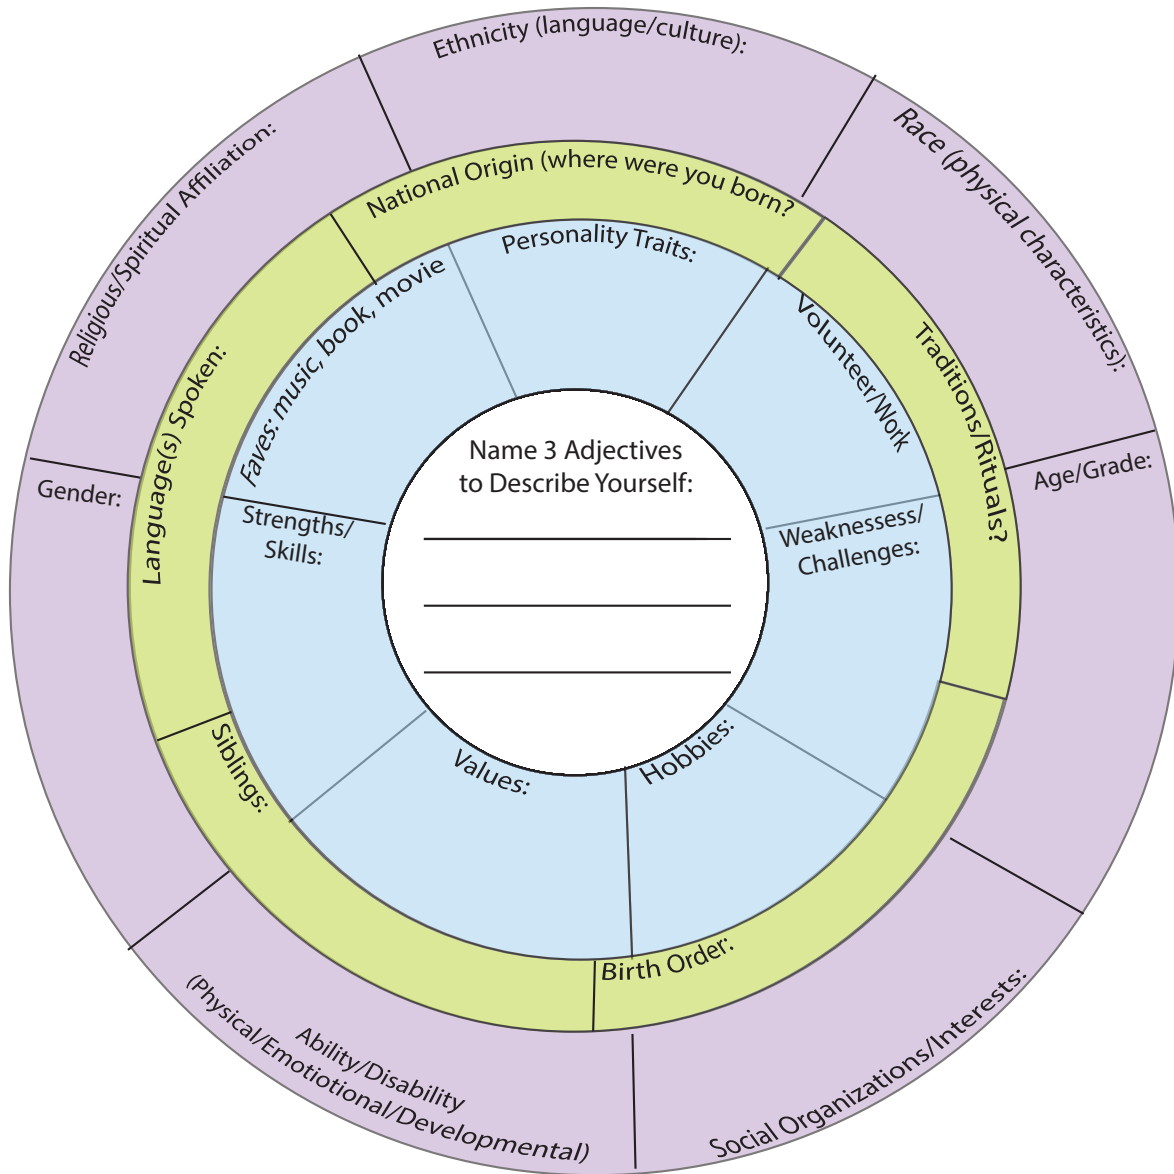 Ethnicity (language/culture):
Race (physical characteristics):
Religious/Spiritual Affiliation:
Gender:
Age/Grade:
Ability/Disability
(Physical/Emotiotional/Developmental)
Social Organizations/Interests:
National Origin (where were you born?
Traditions/Rituals?
Language(s) Spoken:
Siblings:
Birth Order:
Personality Traits:
Volunteer/Work
Faves: music, book, movie
Strengths/
Skills:
Weaknessess/
Challenges:
Values:
Hobbies:
Name 3 Adjectives
to Describe Yourself: